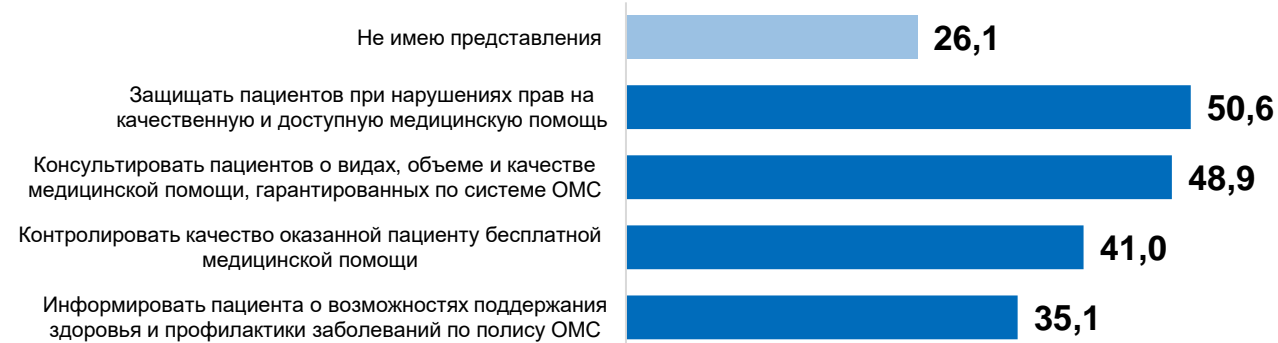 Не имею представления
26,1
Защищать пациентов при нарушениях прав на
качественную и доступную медицинскую помощь
50,6
Консультировать пациентов о видах, объеме и качестве
медицинской помощи, гарантированных по системе ОМС
48,9
Контролировать качество оказанной пациенту бесплатной
медицинской помощи
41,0
Информировать пациента о возможностях поддержания
здоровья и профилактики заболеваний по полису ОМС
35,1